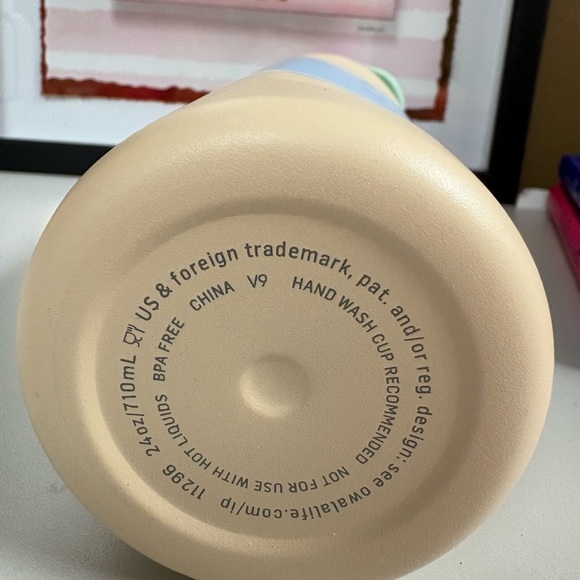 US & foreign trademark, pat. and/or reg. design: see owalalife.com/ip 11296 24oz/710mL
HAND WASH CUP RECOMMENDED NOT FOR USE WITH HOT LIQUIDS BPA FREE CHINA V9